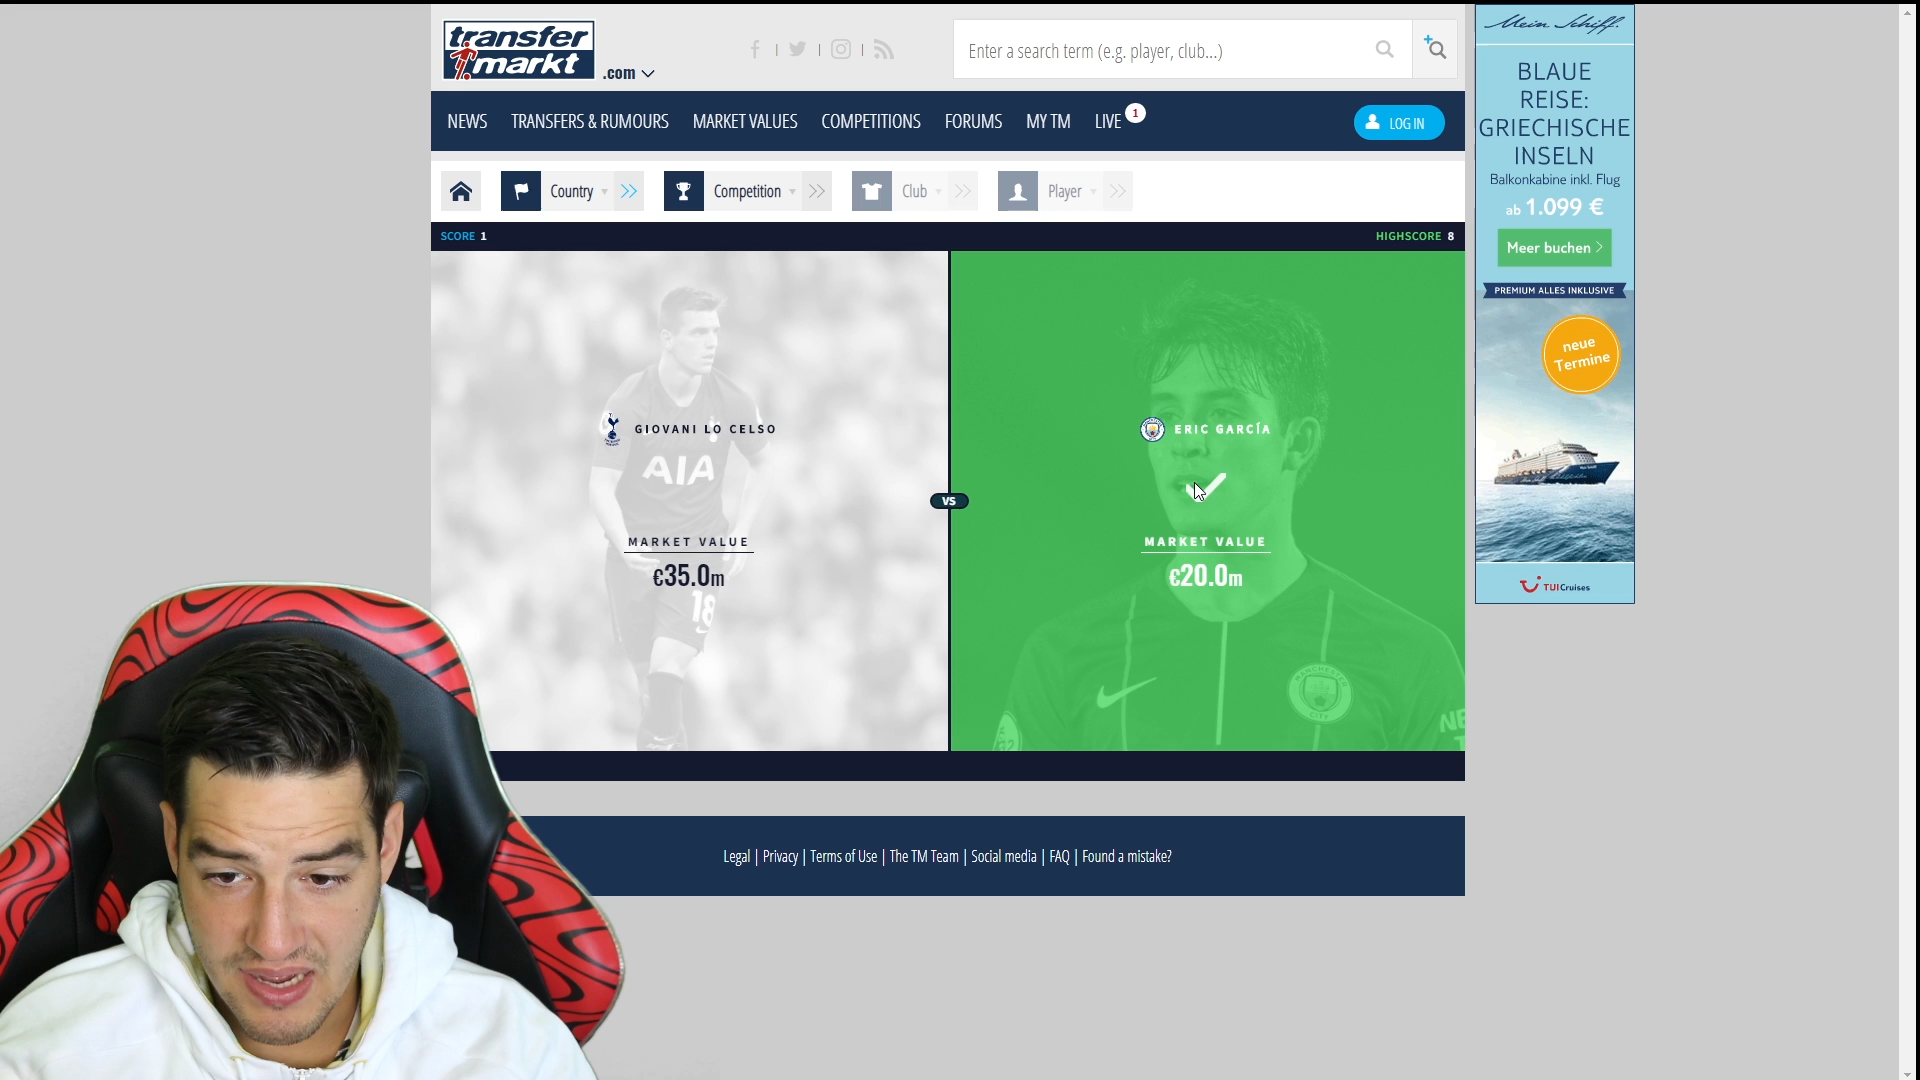 transfer
markt
.com
Enter a search term (e.g. player, club...)
NEWS TRANSFERS & RUMOURS MARKET VALUES COMPETITIONS FORUMS MY TM LIVE 1 LOG IN
Country Competition Club Player
SCORE 1
HIGHSCORE 8
GIOVANI LO CELSO
ERIC GARCÍA
AIA
VS
MARKET VALUE
MARKET VALUE
€35.0m
€20.0m
18
MANCHESTER
CITY
Legal | Privacy | Terms of Use | The TM Team | Social media | FAQ | Found a mistake?
Mein Schiff.
BLAUE
REISE:
GRIECHISCHE
INSELN
Balkonkabine inkl. Flug
ab 1.099 €
Meer buchen
PREMIUM ALLES INKLUSIVE
neue
Termine
TUI Cruises